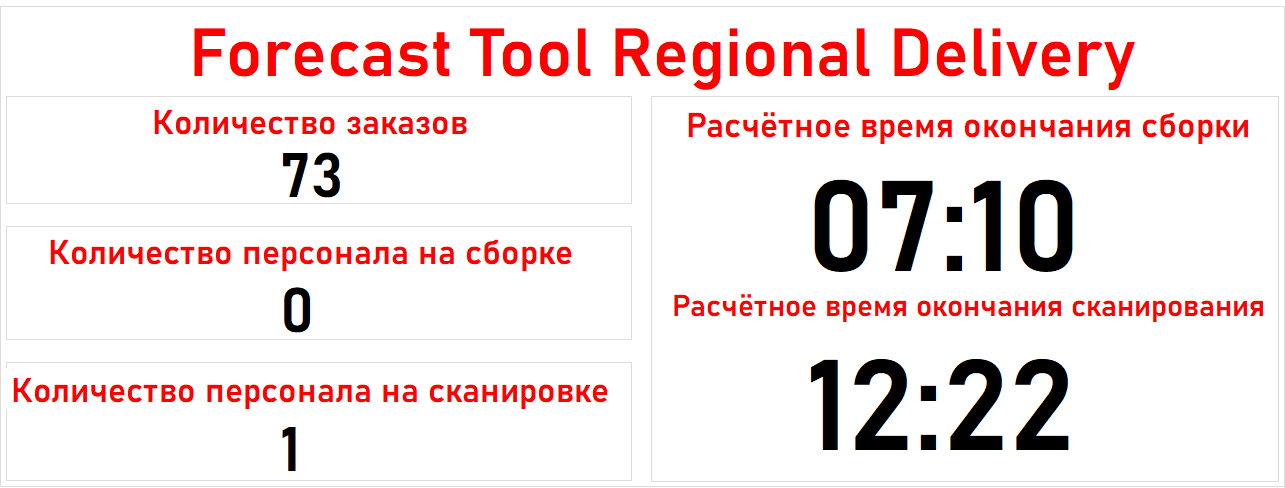 Forecast Tool Regional Delivery
Количество заказов
73
Количество персонала на сборке
0
Количество персонала на сканировке
1
Расчётное время окончания сборки
07:10
Расчётное время окончания сканирования
12:22